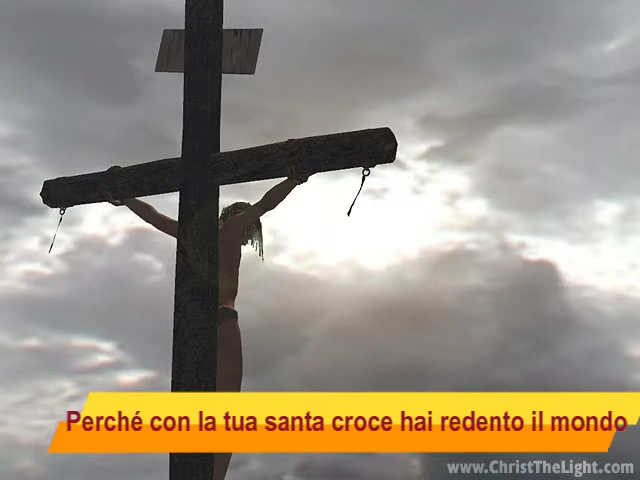 Perché con la tua santa croce hai redento il mondo
www.ChristTheLight.com